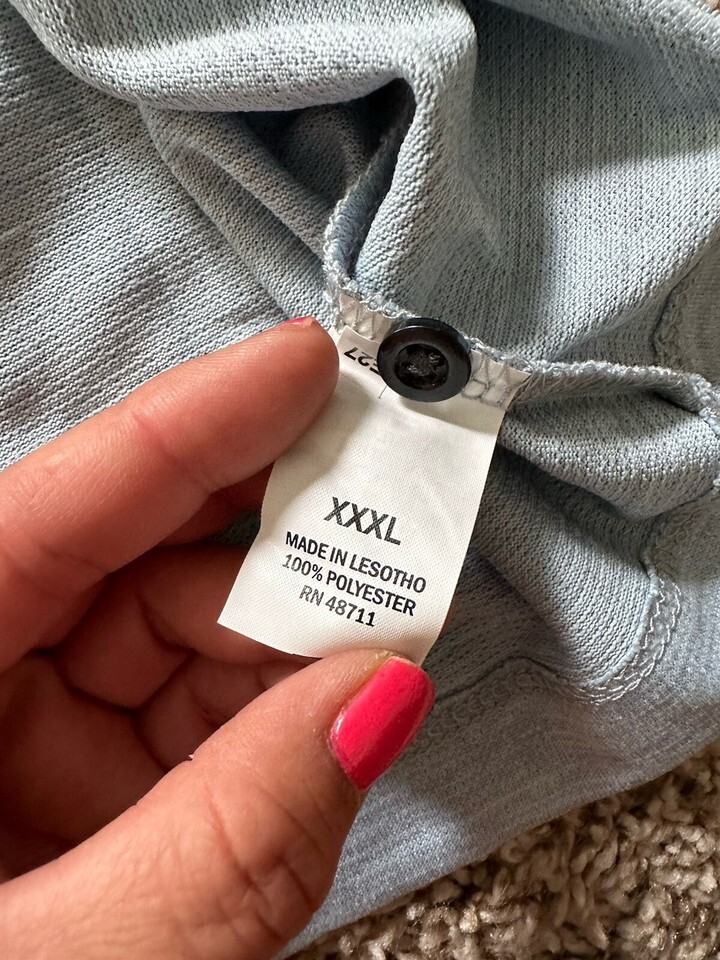 XXXL
MADE IN LESOTHO
100% POLYESTER
RN 48711